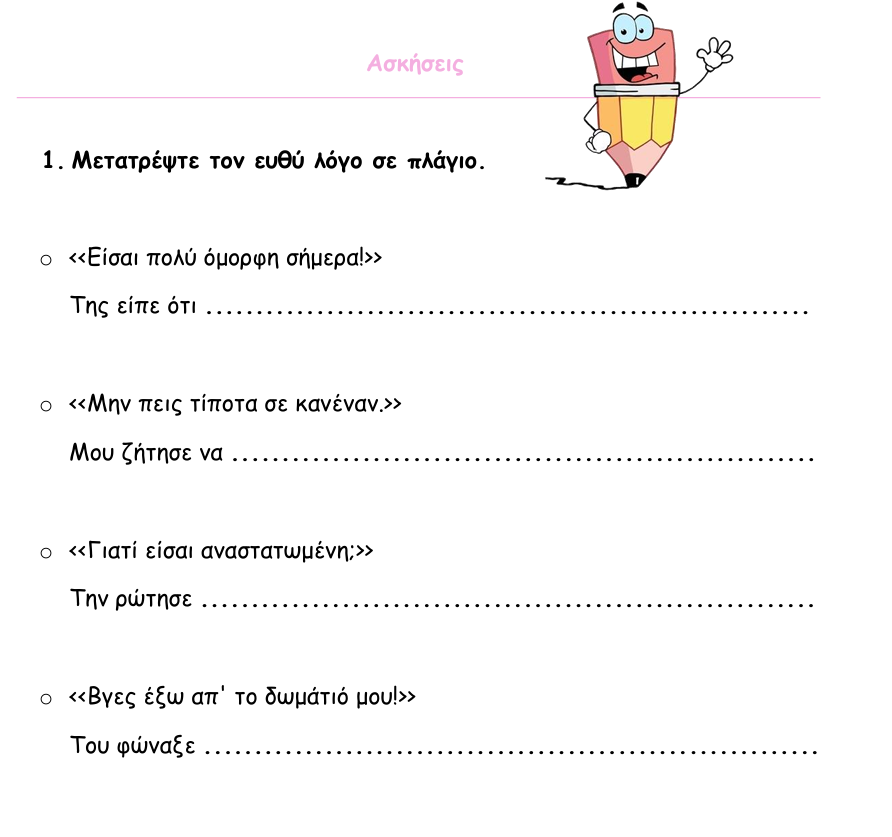 Ασκήσεις
1. Μετατρέψτε τον ευθύ λόγο σε πλάγιο.
o <<Είσαι πολύ όμορφη σήμερα!>>
Της είπε ότι ............................................................
o <<Μην πεις τίποτα σε κανέναν.>>
Μου ζήτησε να ..........................................................
o <<Γιατί είσαι αναστατωμένη;>>
Την ρώτησε .............................................................
o <<Βγες έξω απ' το δωμάτιό μου!>>
Του φώναξε .............................................................